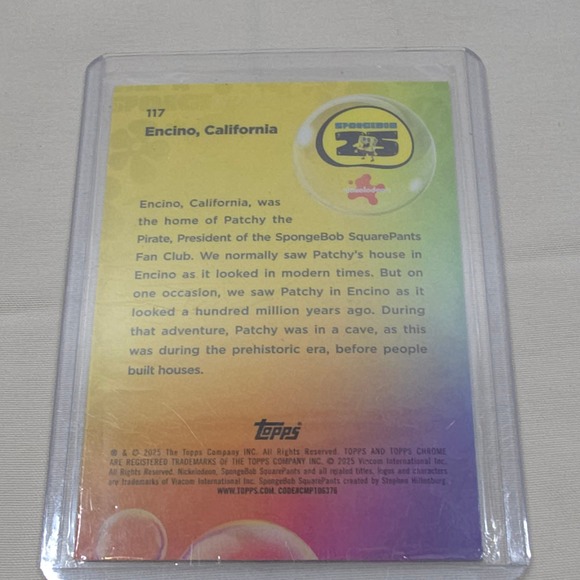 117
Encino, California
SPONGEBOB
25
nickelodeon
Encino, California, was
the home of Patchy the
Pirate, President of the SpongeBob SquarePants
Fan Club. We normally saw Patchy's house in
Encino as it looked in modern times. But on
one occasion, we saw Patchy in Encino as it
looked a hundred million years ago. During
that adventure, Patchy was in a cave, as this
was during the prehistoric era, before people
built houses.
topps
® & © 2025 The Topps Company INC. All Rights Reserved. TOPPS AND TOPPS CHROME
ARE REGISTERED TRADEMARKS OF THE TOPPS COMPANY INC. © 2025 Viacom International Inc.
All Rights Reserved. Nickelodeon, SpongeBob SquarePants and all related titles, logos and characters
are trademarks of Viacom International Inc. SpongeBob SquarePants created by Stephen Hillenburg.
WWW.TOPPS.COM. CODE#CMP106376